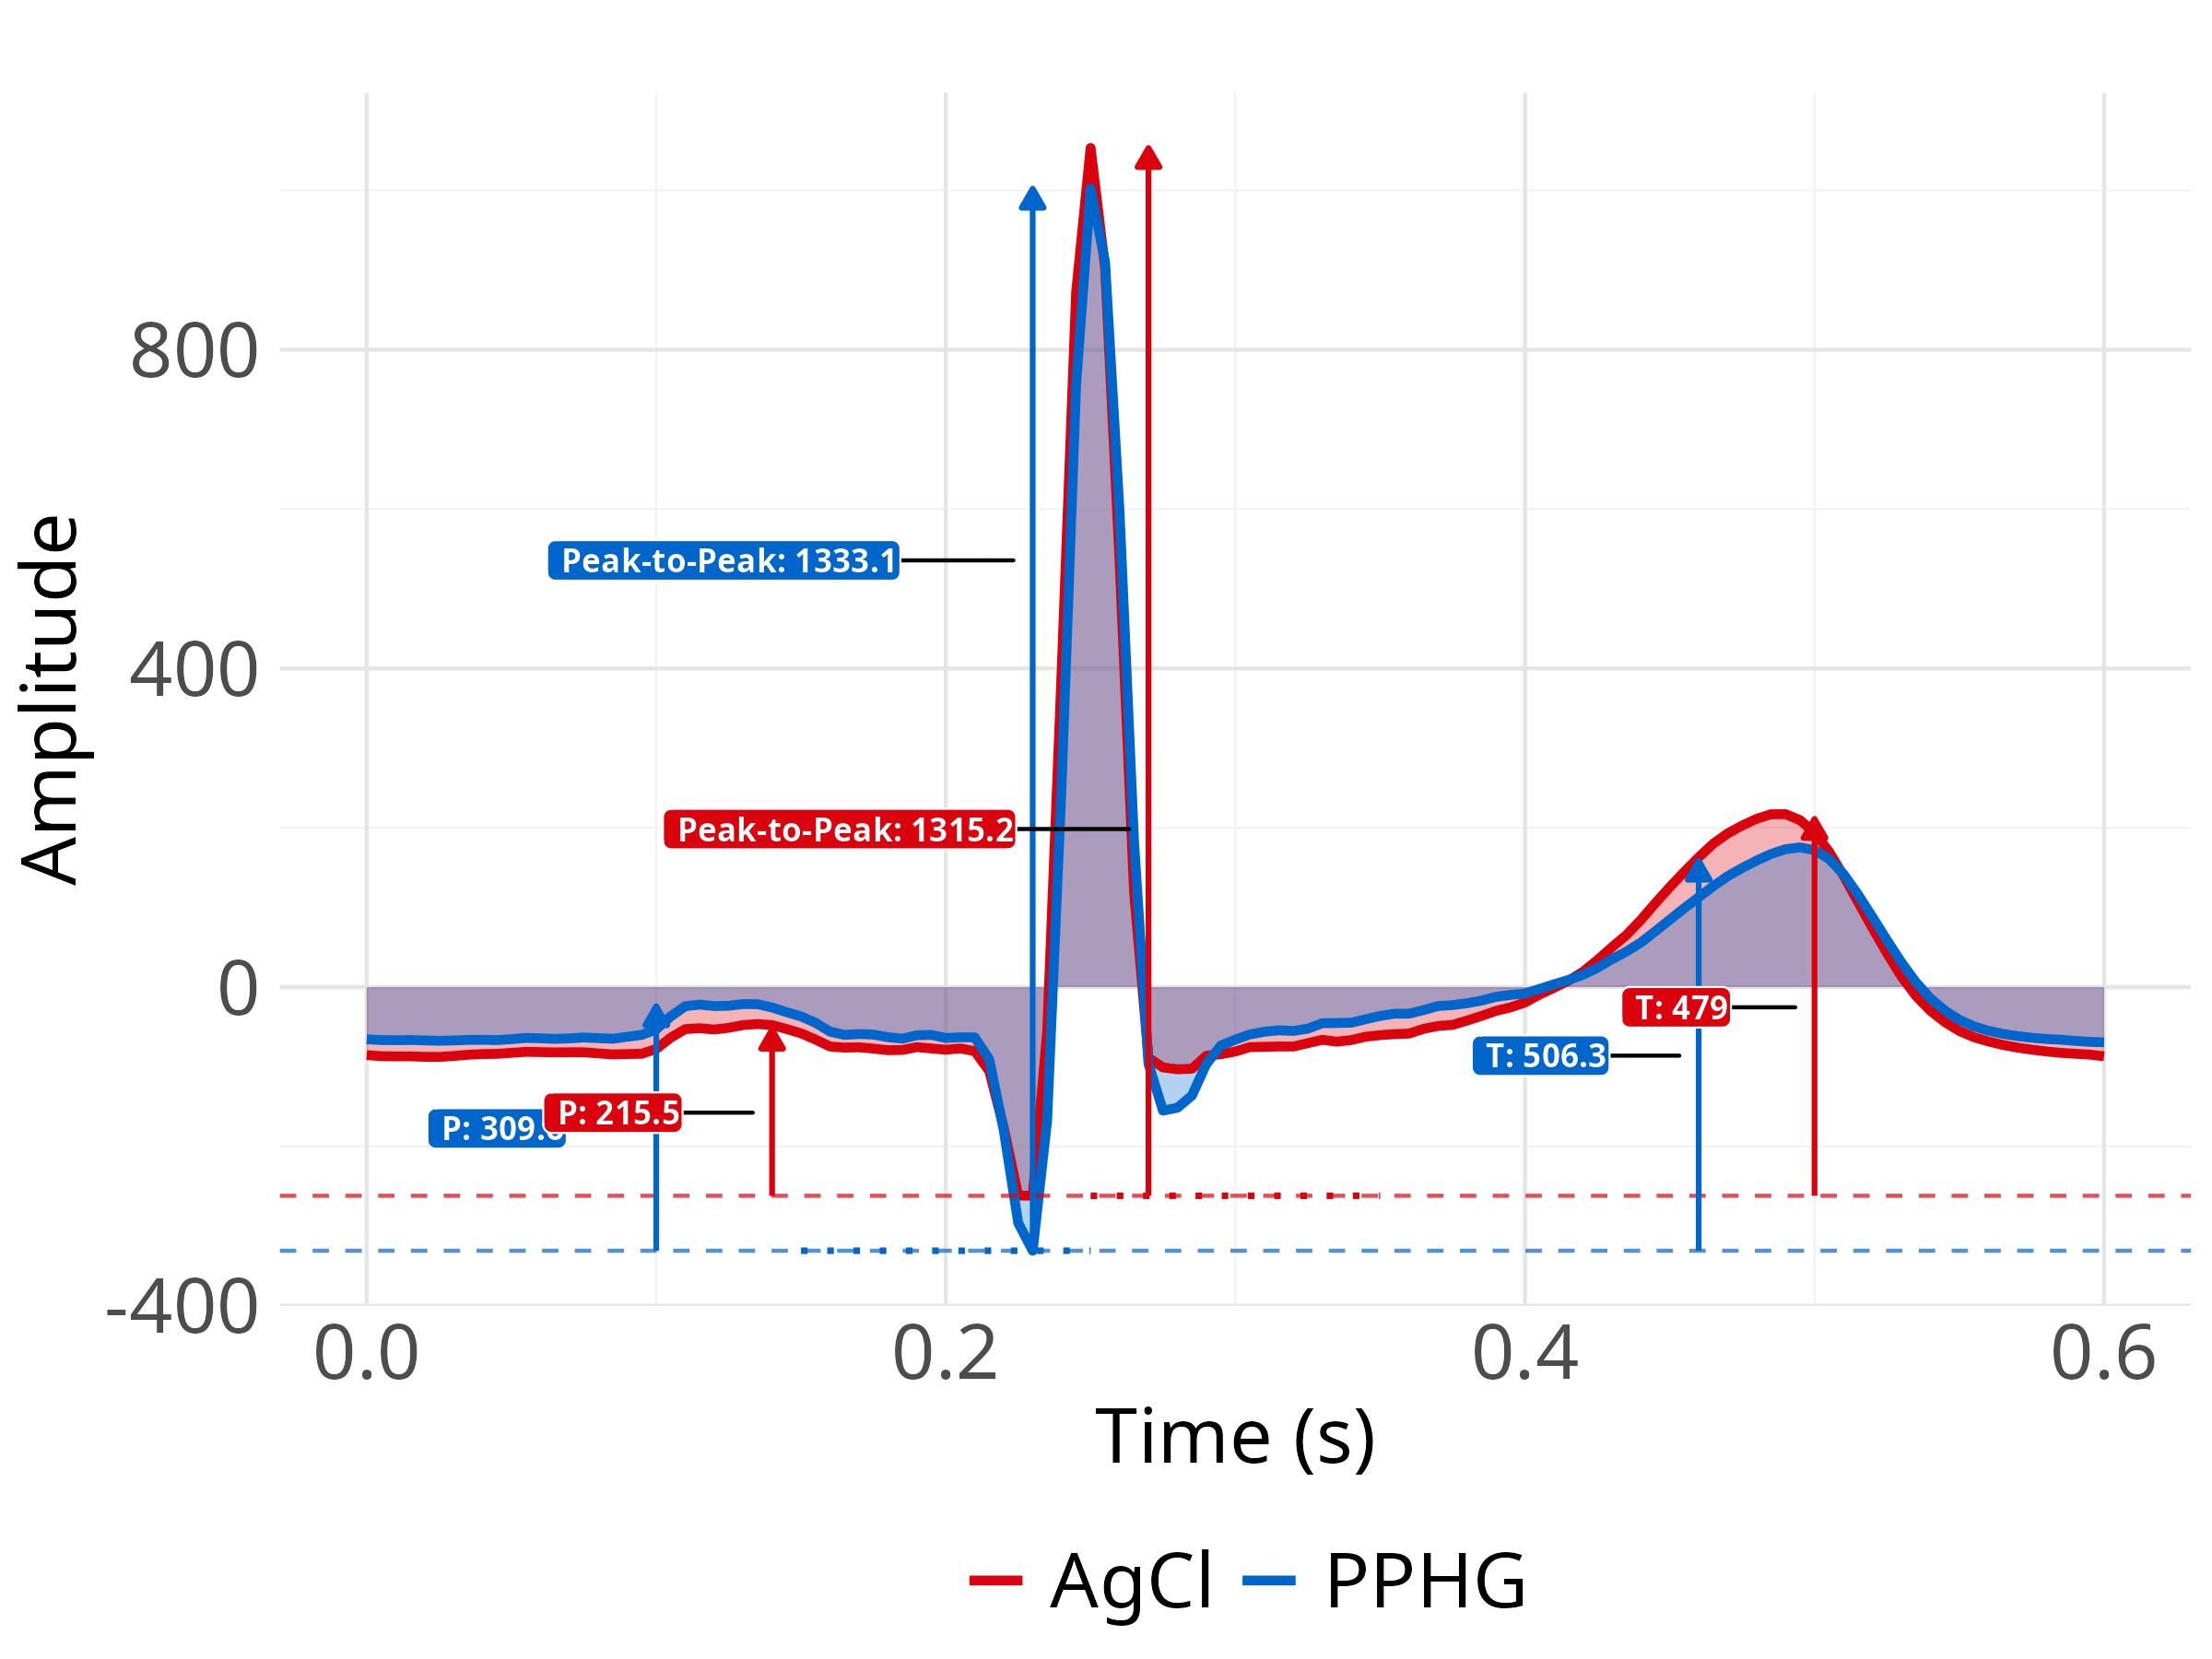 Amplitude
800
400
0
-400
Peak-to-Peak: 1333.1
Peak-to-Peak: 1315.2
T: 479
T: 506.3
P: 215.5
P:
0.0 0.2 0.4 0.6
Time (s)
AgCl PPHG